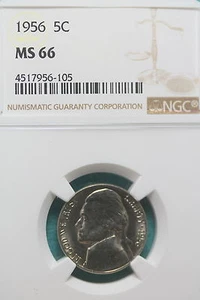 1956 5C
MS 66
4517956-105
NUMISMATIC GUARANTY CORPORATION
NGC